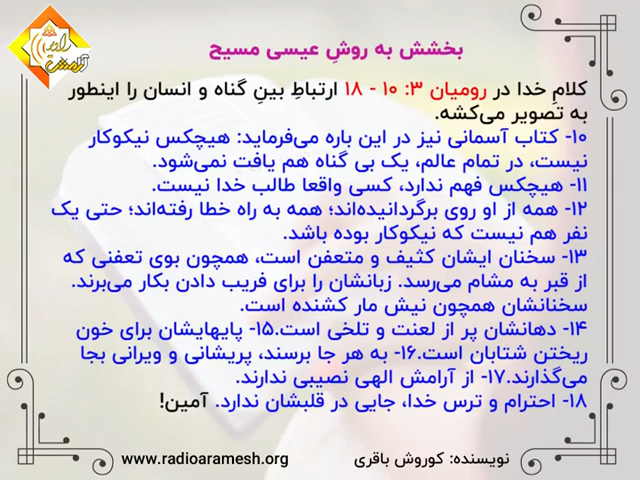 رادیو
آرامش
بخشش به روشِ عیسی مسیح
کلامِ خدا در رومیان ۳: ۱۰ - ۱۸ ارتباطِ بینِ گناه و انسان را اینطور
به تصویر می‌کشه.
۱۰- کتاب آسمانی نیز در این باره می‌فرماید: هیچکس نیکوکار
نیست، در تمام عالم، یک بی گناه هم یافت نمی‌شود.
۱۱- هیچکس فهم ندارد، کسی واقعا طالب خدا نیست.
۱۲- همه از او روی برگردانیده‌اند؛ همه به راه خطا رفته‌اند؛ حتی یک
نفر هم نیست که نیکوکار بوده باشد.
۱۳- سخنان ایشان کثیف و متعفن است، همچون بوی تعفنی که
از قبر به مشام می‌رسد. زبانشان را برای فریب دادن بکار می‌برند.
سخنانشان همچون نیش مار کشنده است.
۱۴- دهانشان پر از لعنت و تلخی است.۱۵- پایهایشان برای خون
ریختن شتابان است.۱۶- به هر جا برسند، پریشانی و ویرانی بجا
می‌گذارند.۱۷- از آرامش الهی نصیبی ندارند.
۱۸- احترام و ترس خدا، جایی در قلبشان ندارد. آمین!
نویسنده: کوروش باقری www.radioaramesh.org